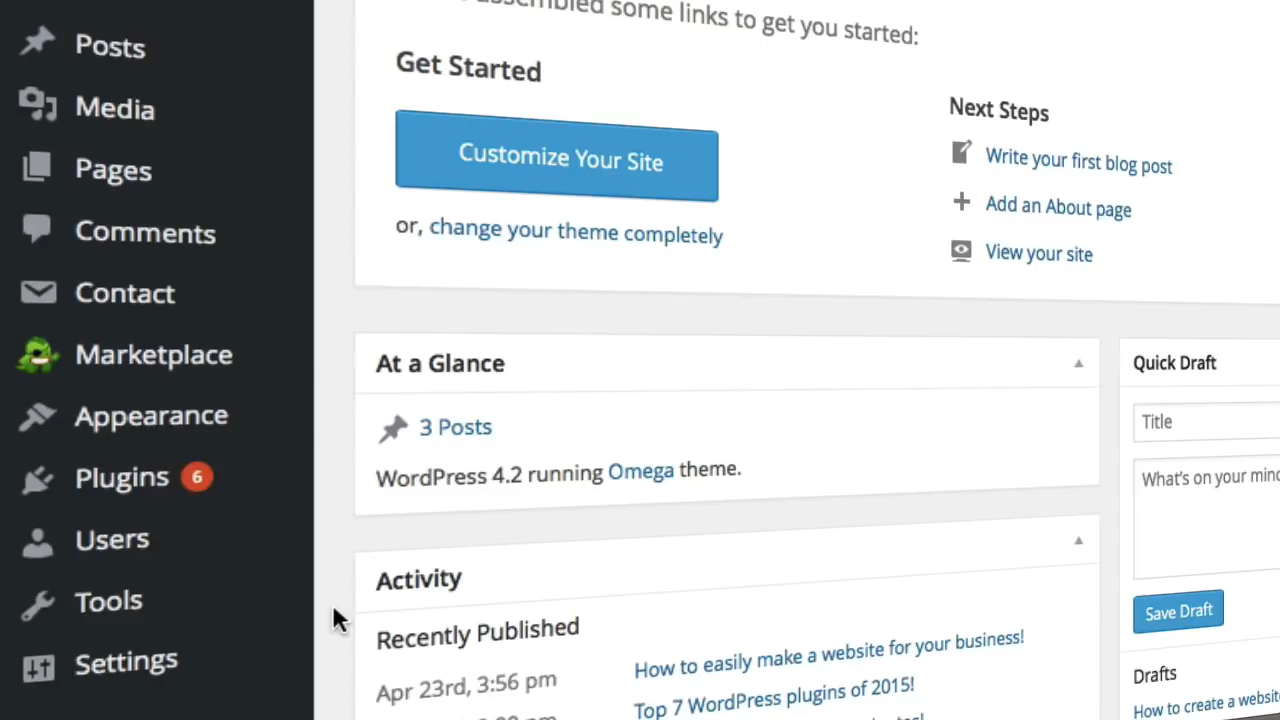 Posts
Media
Pages
Comments
Contact
Marketplace
Appearance
Plugins 6
Users
Tools
Settings
assembled some links to get you started:
Get Started
Customize Your Site
or, change your theme completely
Next Steps
Write your first blog post
Add an About page
View your site
At a Glance
3 Posts
WordPress 4.2 running Omega theme.
Activity
Recently Published
Apr 23rd, 3:56 pm
How to easily make a website for your business!
Top 7 WordPress plugins of 2015!
Quick Draft
Title
What's on your mind
Save Draft
Drafts
How to create a website